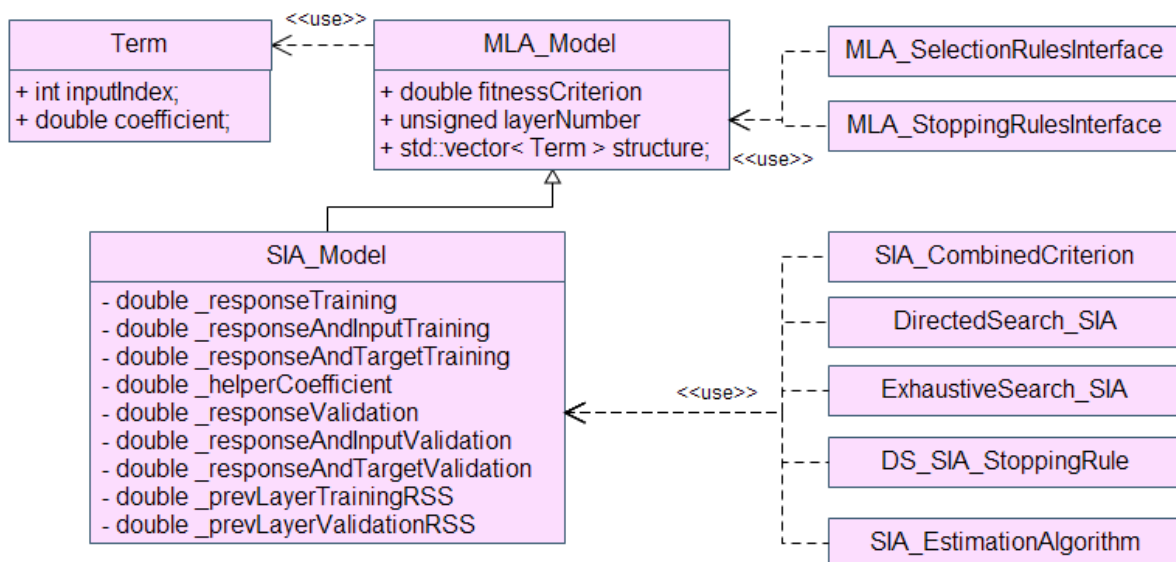 Term
+ int inputIndex;
+ double coefficient;
<<use>>
MLA_Model
+ double fitnessCriterion
+ unsigned layerNumber
+ std::vector< Term > structure;
MLA_SelectionRulesInterface
MLA_StoppingRulesInterface
<<use>>
SIA_Model
- double _responseTraining
- double _responseAndInputTraining
- double _responseAndTargetTraining
- double _helperCoefficient
- double _responseValidation
- double _responseAndInputValidation
- double _responseAndTargetValidation
- double _prevLayerTrainingRSS
- double _prevLayerValidationRSS
<<use>>
SIA_CombinedCriterion
DirectedSearch_SIA
ExhaustiveSearch_SIA
DS_SIA_StoppingRule
SIA_EstimationAlgorithm